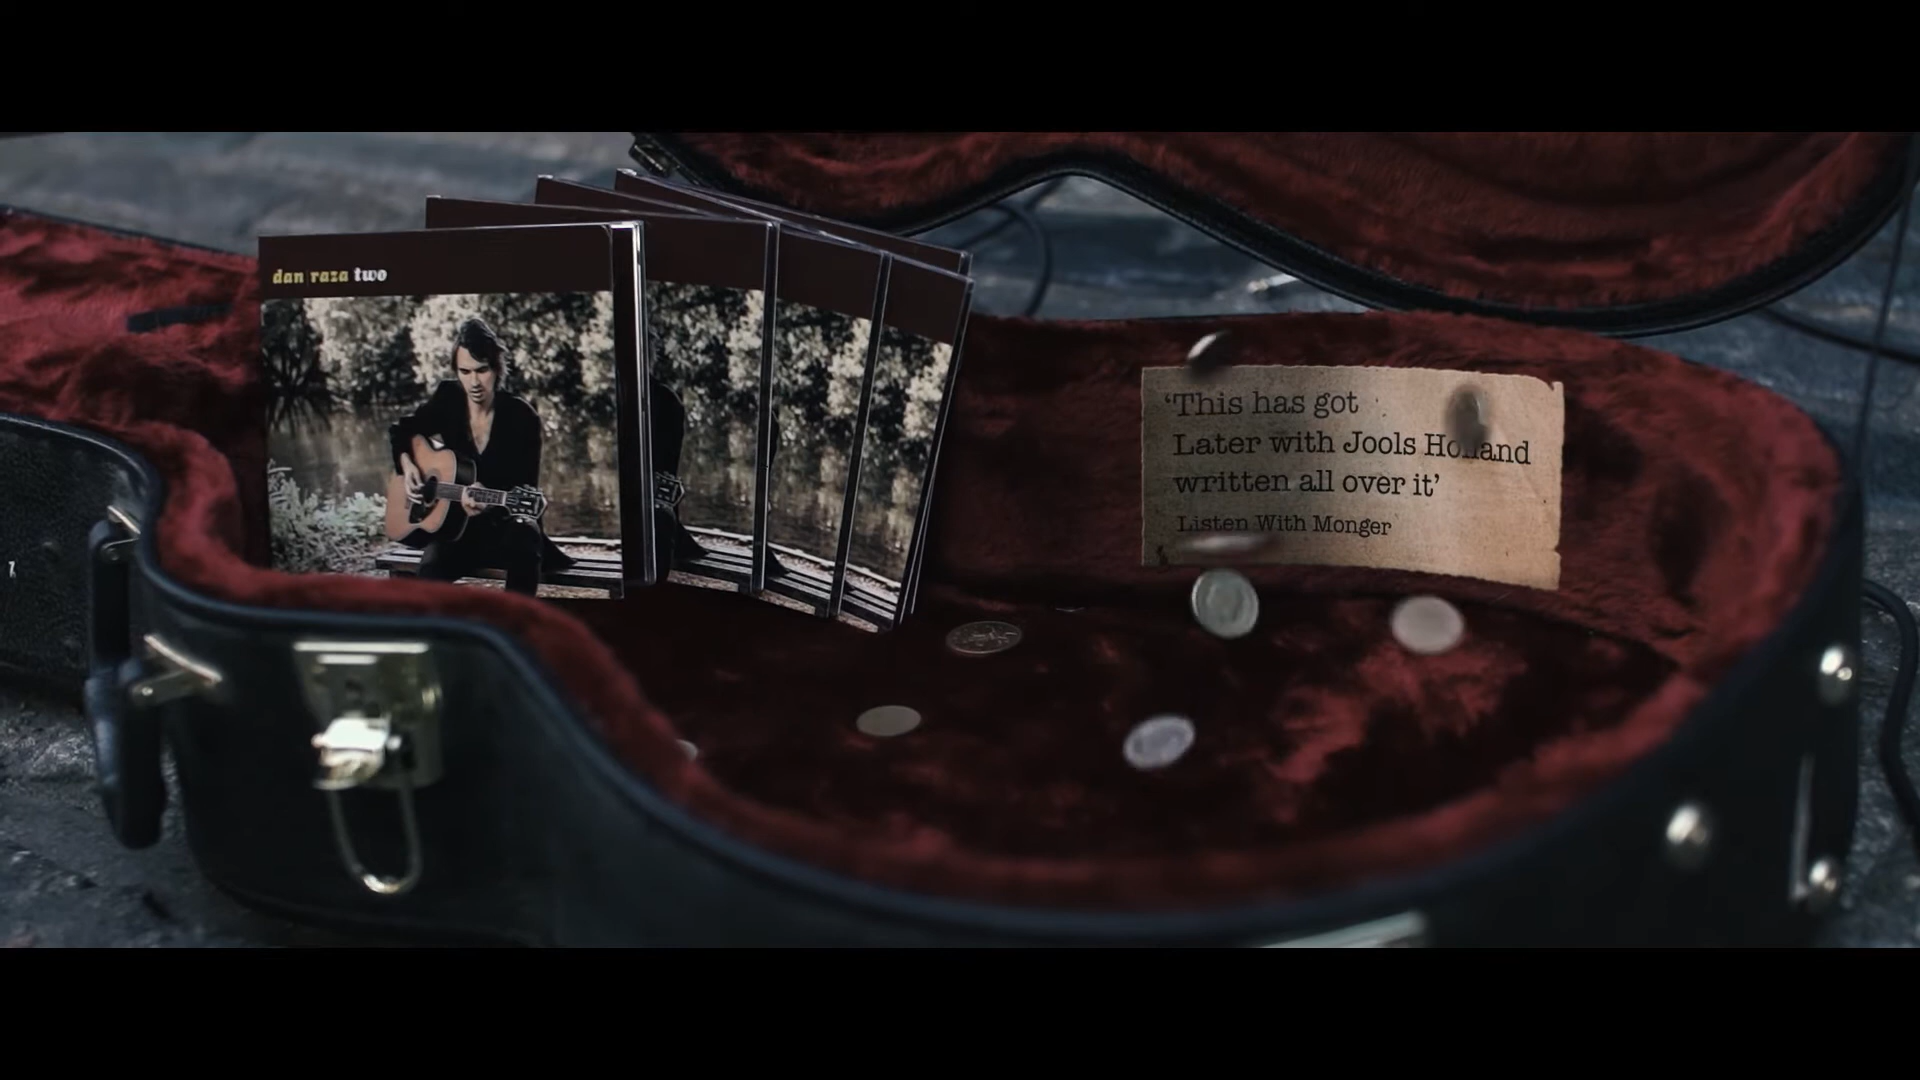 dan raza two
‘This has got
Later with Jools Holland
written all over it’
Listen With Monger